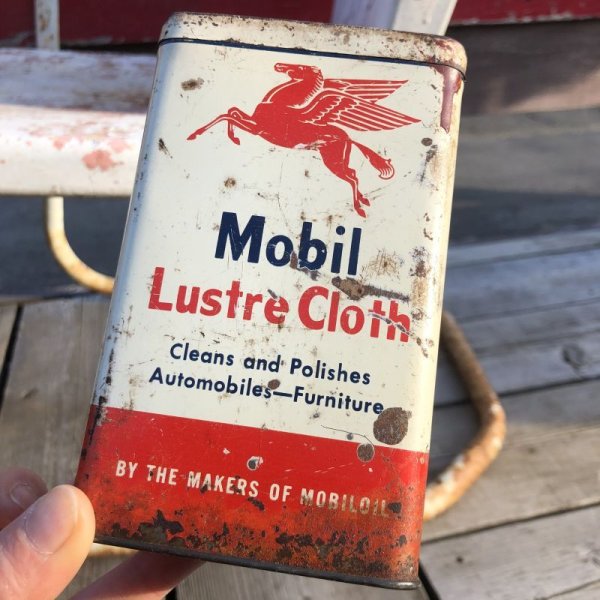 Mobil
Lustre Cloth
Cleans and Polishes
Automobiles—Furniture
BY THE MAKERS OF MOBILOIL